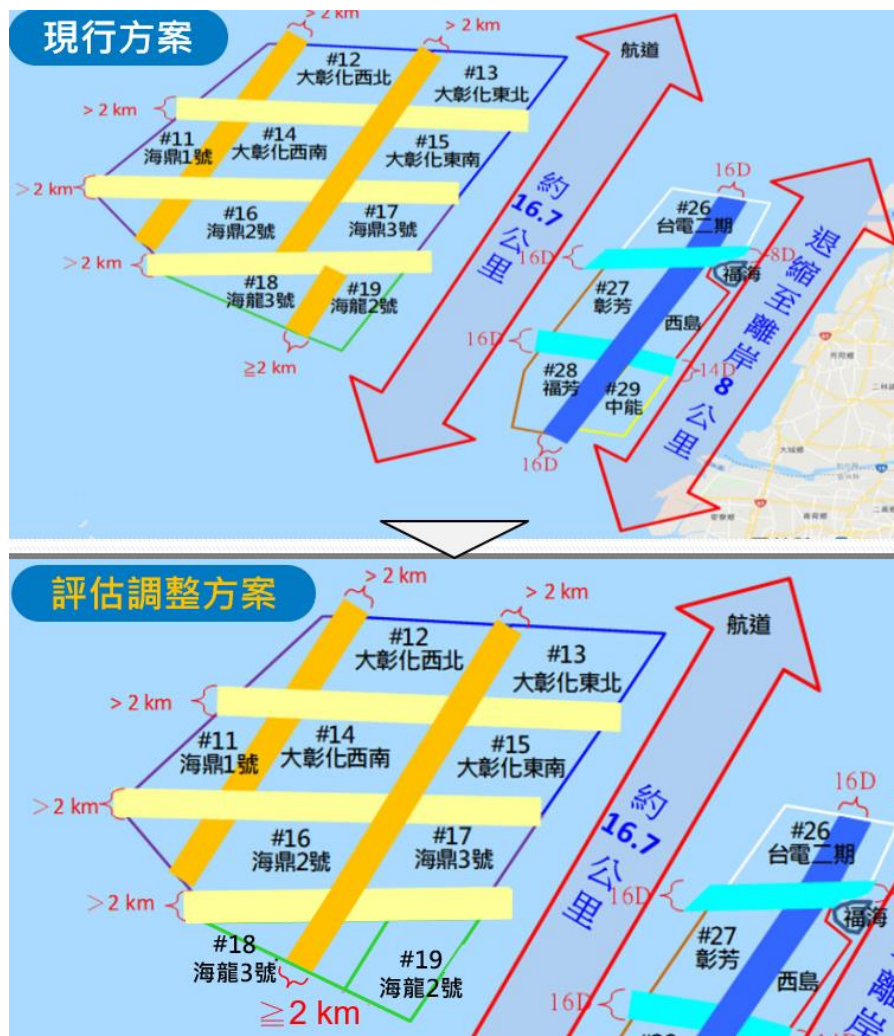 現行方案
> 2 km
> 2 km
航道
#12
大彰化西北
#13
大彰化東北
> 2 km
#11
海鼎1號
#14
大彰化西南
#15
大彰化東南
>2 km
#16
海鼎2號
#17
海鼎3號
>2 km
#18
海龍3號
#19
海龍2號
≧2 km
約
16.7
公里
16D
#26
台電二期
16D
8D
福海
#27
彰芳
西島
16D
14D
#28
福芳
#29
中能
16D
退縮至離岸8公里
大城鄉
評估調整方案
> 2 km
> 2 km
航道
#12
大彰化西北
#13
大彰化東北
> 2 km
#11
海鼎1號
#14
大彰化西南
#15
大彰化東南
>2 km
#16
海鼎2號
#17
海鼎3號
>2 km
#18
海龍3號
#19
海龍2號
≧2 km
約
16.7
公里
16D
#26
台電二期
16D
福海
#27
彰芳
西島
16D
離岸